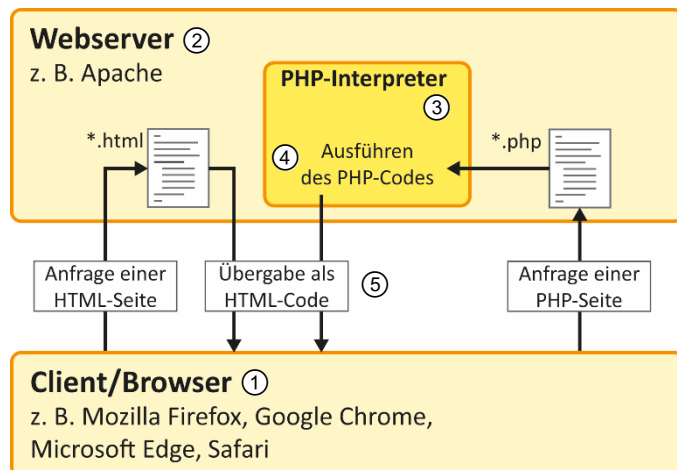 Webserver ②
z. B. Apache
PHP-Interpreter
③
*.html
*.php
④ Ausführen
des PHP-Codes
Anfrage einer
HTML-Seite
Übergabe als
HTML-Code
⑤
Anfrage einer
PHP-Seite
Client/Browser ①
z. B. Mozilla Firefox, Google Chrome,
Microsoft Edge, Safari